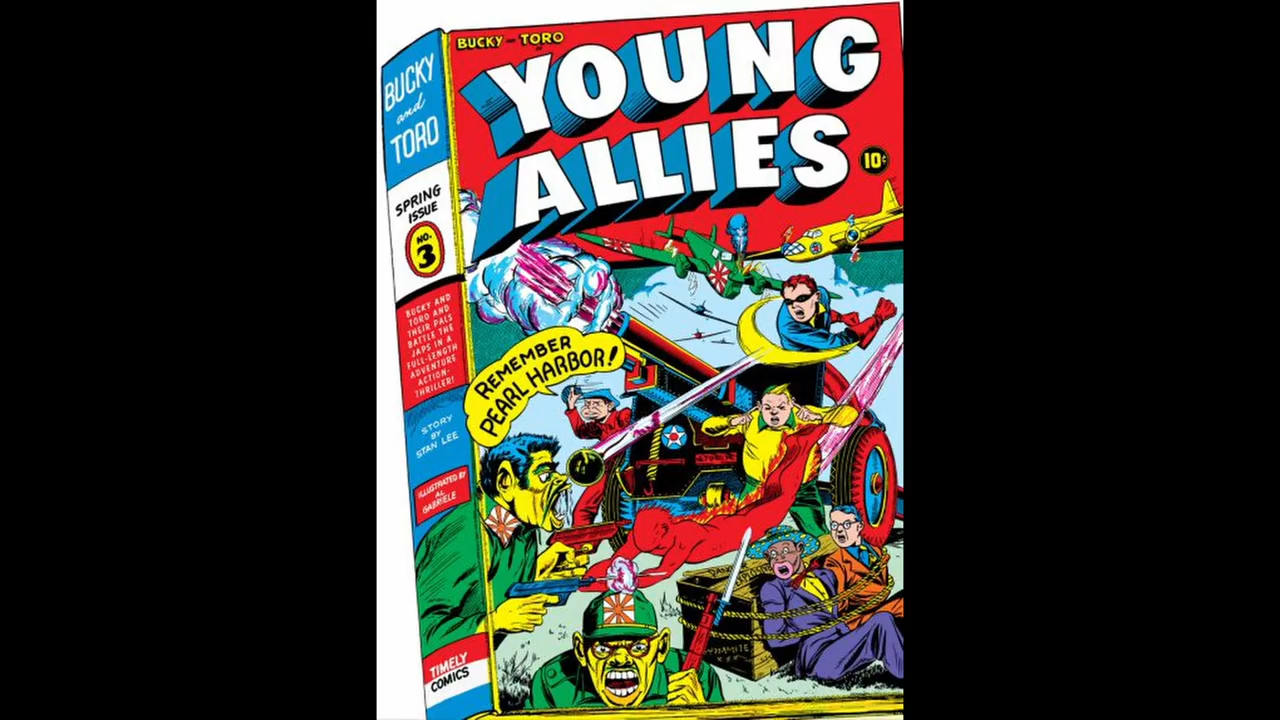 BUCKY AND TORO
IN
YOUNG
ALLIES
10¢
BUCKY
and
TORO
SPRING
ISSUE
NO.
3
BUCKY AND
TORO AND
THEIR PALS
BATTLE THE
JAPS IN A
FULL-LENGTH
ADVENTURE
ACTION-
THRILLER!
STORY
BY
STAN LEE
ILLUSTRATED BY
AL
GABRIELE
TIMELY
COMICS
REMEMBER
PEARL HARBOR!
DYNAMITE